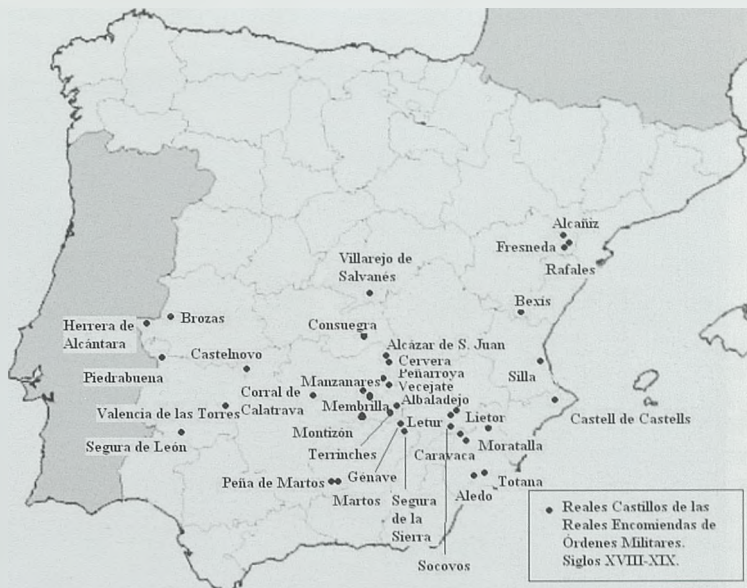 Alcañiz
Fresneda
Rafales
Villarejo de
Salvanés
Bexís
Herrera de
Alcántara
Brozas
Consuegra
Alcázar de S. Juan
Cervera
Castelnovo
Peñarroya
Piedrabuena
Manzanares
Vecejate
Silla
Corral de
Calatrava
Membrilla
Albaladejo
Castell de Castells
Valencia de las Torres
Letur
Lietor
Montizón
Segura de León
Terrinches
Moratalla
Caravaca
Peña de Martos
Génave
Totana
Martos
Segura
de la
Sierra
Aledo
Socovos
Reales Castillos de las
Reales Encomiendas de
Órdenes Militares.
Siglos XVIII-XIX.